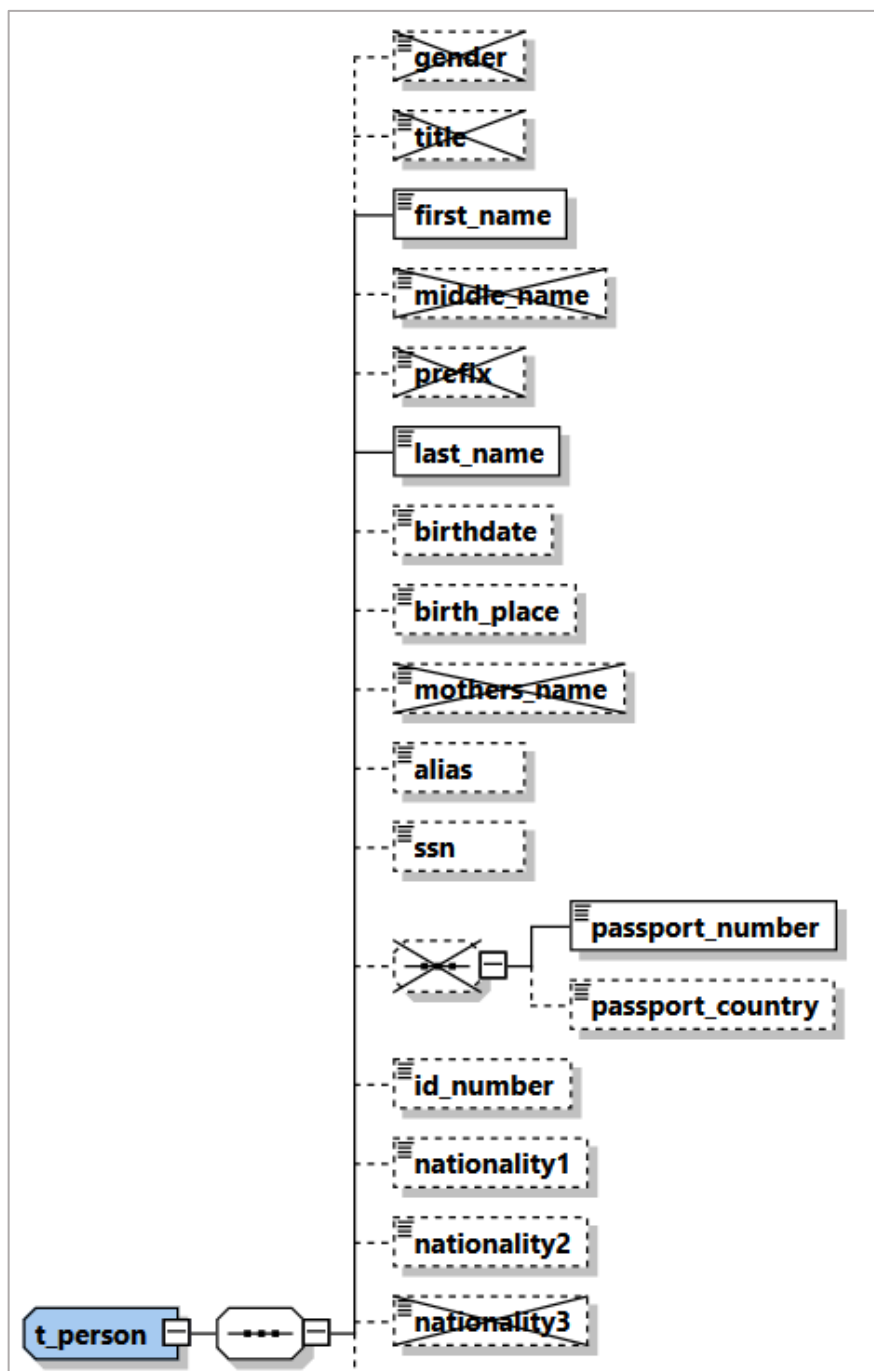 gender
title
first_name
middle_name
prefix
last_name
birthdate
birth_place
mothers_name
alias
ssn
passport_number
passport_country
id_number
nationality1
nationality2
nationality3
t_person